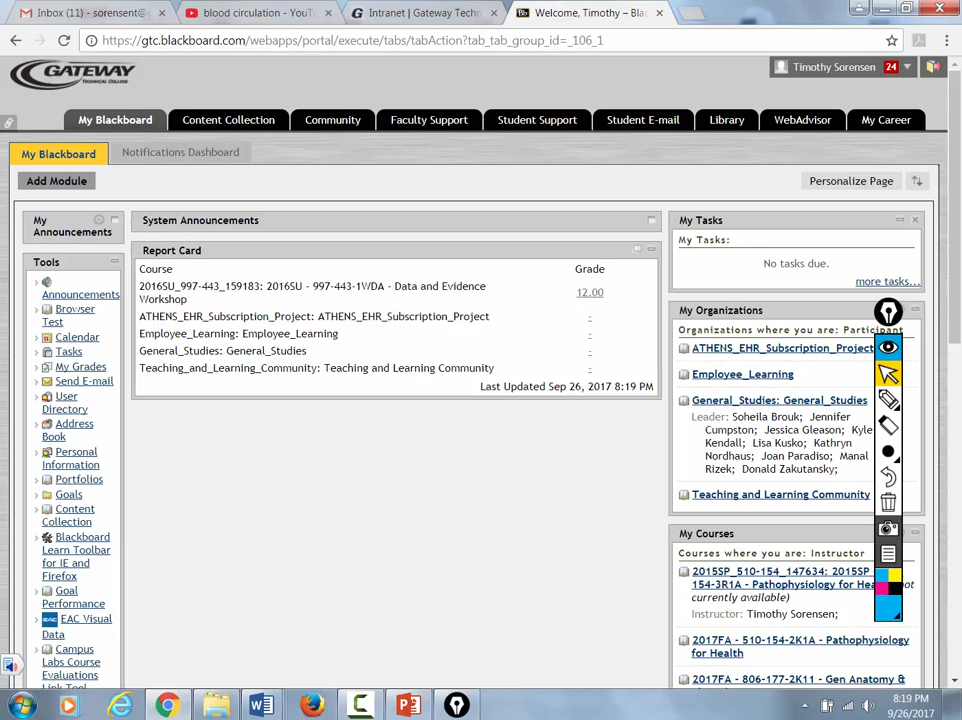 Inbox (11) - sorensent@g
blood circulation - YouT
Intranet | Gateway Techn
Welcome, Timothy – Bla
https://gtc.blackboard.com/webapps/portal/execute/tabs/tabAction?tab_tab_group_id=_106_1
GATEWAY
TECHNICAL COLLEGE
Timothy Sorensen 24
My Blackboard
Content Collection
Community
Faculty Support
Student Support
Student E-mail
Library
WebAdvisor
My Career
My Blackboard
Notifications Dashboard
Add Module
Personalize Page
My
Announcements
Tools
Announcements
Browser
Test
Calendar
Tasks
My Grades
Send E-mail
User
Directory
Address
Book
Personal
Information
Portfolios
Goals
Content
Collection
Blackboard
Learn Toolbar
for IE and
Firefox
Goal
Performance
EAC EAC Visual
Data
Campus
Labs Course
Evaluations
Link Tool
System Announcements
Report Card
Course Grade
2016SU_997-443_159183: 2016SU - 997-443-1WDA - Data and Evidence
Workshop 12.00
ATHENS_EHR_Subscription_Project: ATHENS_EHR_Subscription_Project -
Employee_Learning: Employee_Learning -
General_Studies: General_Studies -
Teaching_and_Learning_Community: Teaching and Learning Community -
Last Updated Sep 26, 2017 8:19 PM
My Tasks
My Tasks:
No tasks due.
more tasks...
My Organizations
Organizations where you are: Participant
ATHENS_EHR_Subscription_Project
Employee_Learning
General_Studies: General_Studies
Leader: Soheila Brouk; Jennifer
Cumpston; Jessica Gleason; Kyle
Kendall; Lisa Kusko; Kathryn
Nordhaus; Joan Paradiso; Manal
Rizek; Donald Zakutansky;
Teaching and Learning Community
My Courses
Courses where you are: Instructor
2015SP_510-154_147634: 2015SP
154-3R1A - Pathophysiology for Hea not
currently available)
Instructor: Timothy Sorensen;
2017FA - 510-154-2K1A - Pathophysiology
for Health
2017FA - 806-177-2K11 - Gen Anatomy &
8:19 PM
9/26/2017